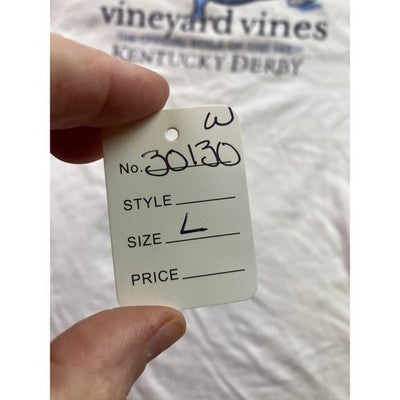 vineyard vines
KENTUCKY DERBY
W
No. 30130
STYLE
SIZE L
PRICE